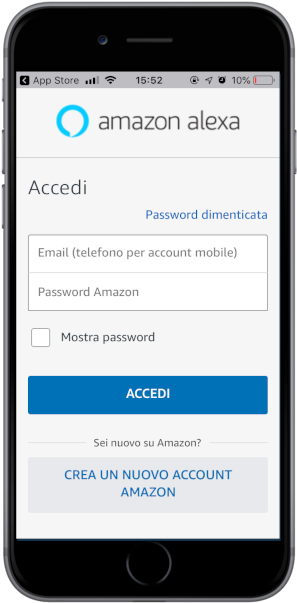 App Store 15:52 10%
amazon alexa
Accedi
Password dimenticata
Email (telefono per account mobile)
Password Amazon
Mostra password
ACCEDI
Sei nuovo su Amazon?
CREA UN NUOVO ACCOUNT
AMAZON